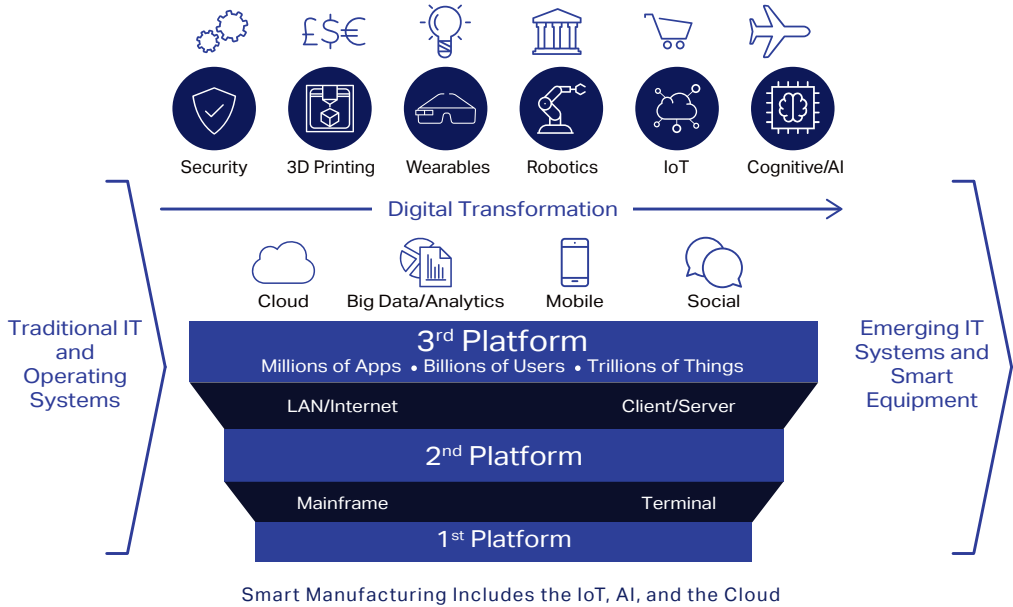 £$€
Security
3D Printing
Wearables
Robotics
IoT
Cognitive/AI
Digital Transformation
Cloud
Big Data/Analytics
Mobile
Social
Traditional IT
and
Operating
Systems
Emerging IT
Systems and
Smart
Equipment
3rd Platform
Millions of Apps • Billions of Users • Trillions of Things
LAN/Internet
Client/Server
2nd Platform
Mainframe
Terminal
1st Platform
Smart Manufacturing Includes the IoT, AI, and the Cloud